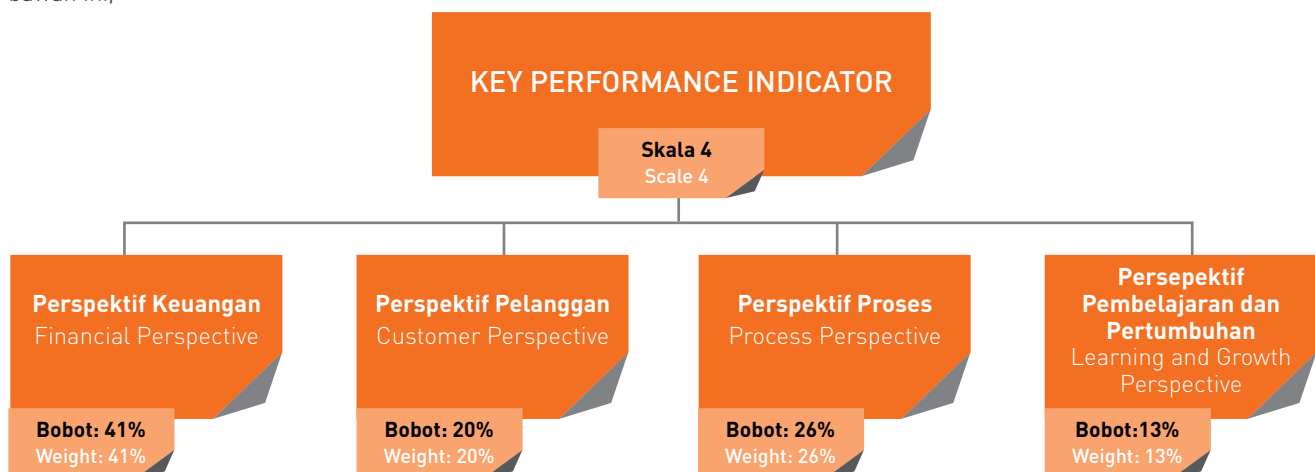 bawah ini;
KEY PERFORMANCE INDICATOR
Skala 4
Scale 4
Perspektif Keuangan
Financial Perspective
Bobot: 41%
Weight: 41%
Perspektif Pelanggan
Customer Perspective
Bobot: 20%
Weight: 20%
Perspektif Proses
Process Perspective
Bobot: 26%
Weight: 26%
Persepektif
Pembelajaran dan
Pertumbuhan
Learning and Growth
Perspective
Bobot:13%
Weight: 13%